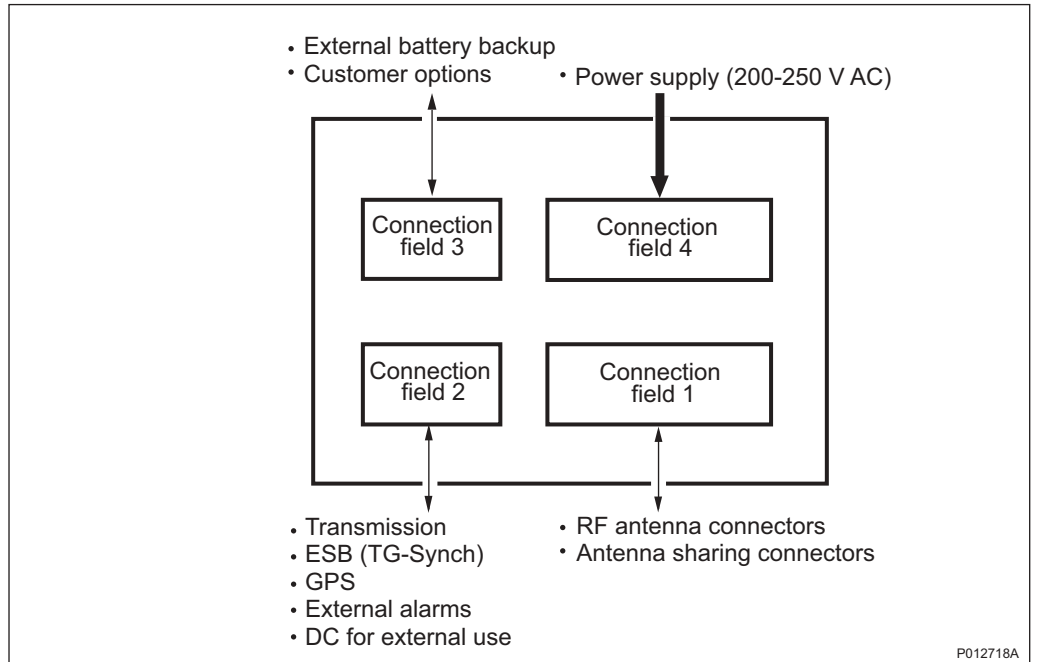 • External battery backup
• Customer options
• Power supply (200-250 V AC)
Connection
field 3
Connection
field 4
Connection
field 2
Connection
field 1
• Transmission
• ESB (TG-Synch)
• GPS
• External alarms
• DC for external use
• RF antenna connectors
• Antenna sharing connectors
P012718A